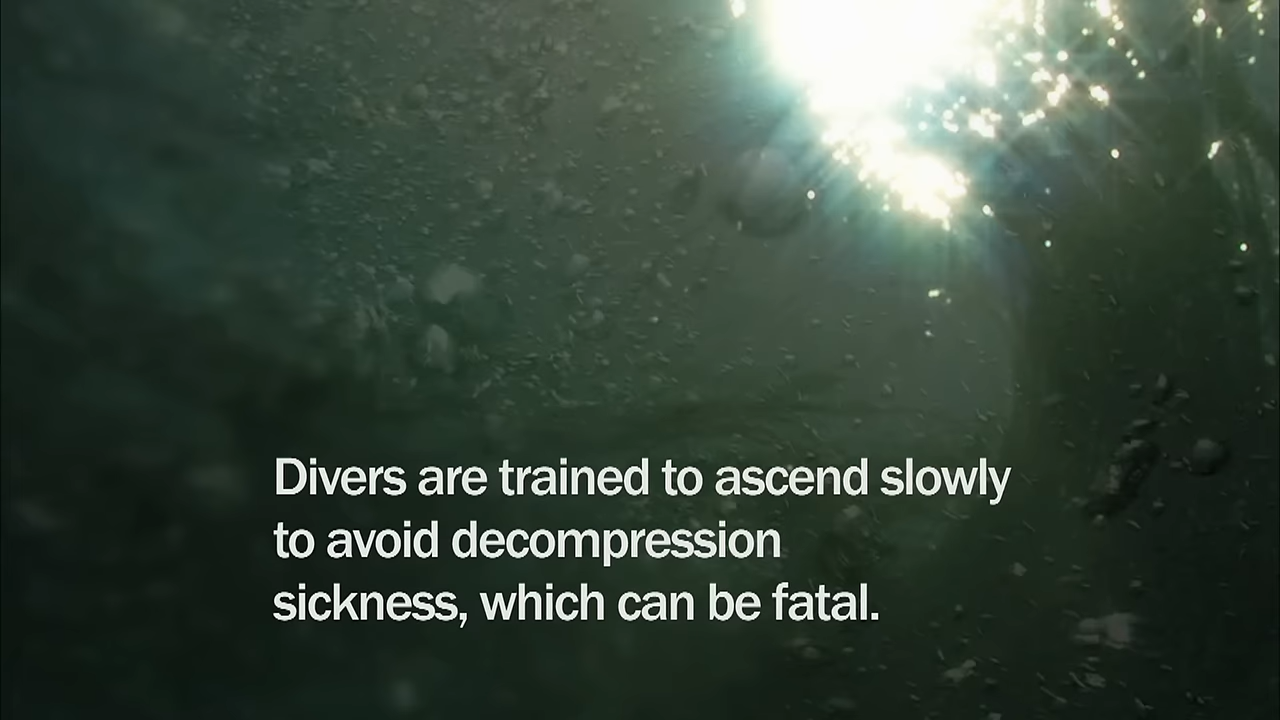 Divers are trained to ascend slowly
to avoid decompression
sickness, which can be fatal.